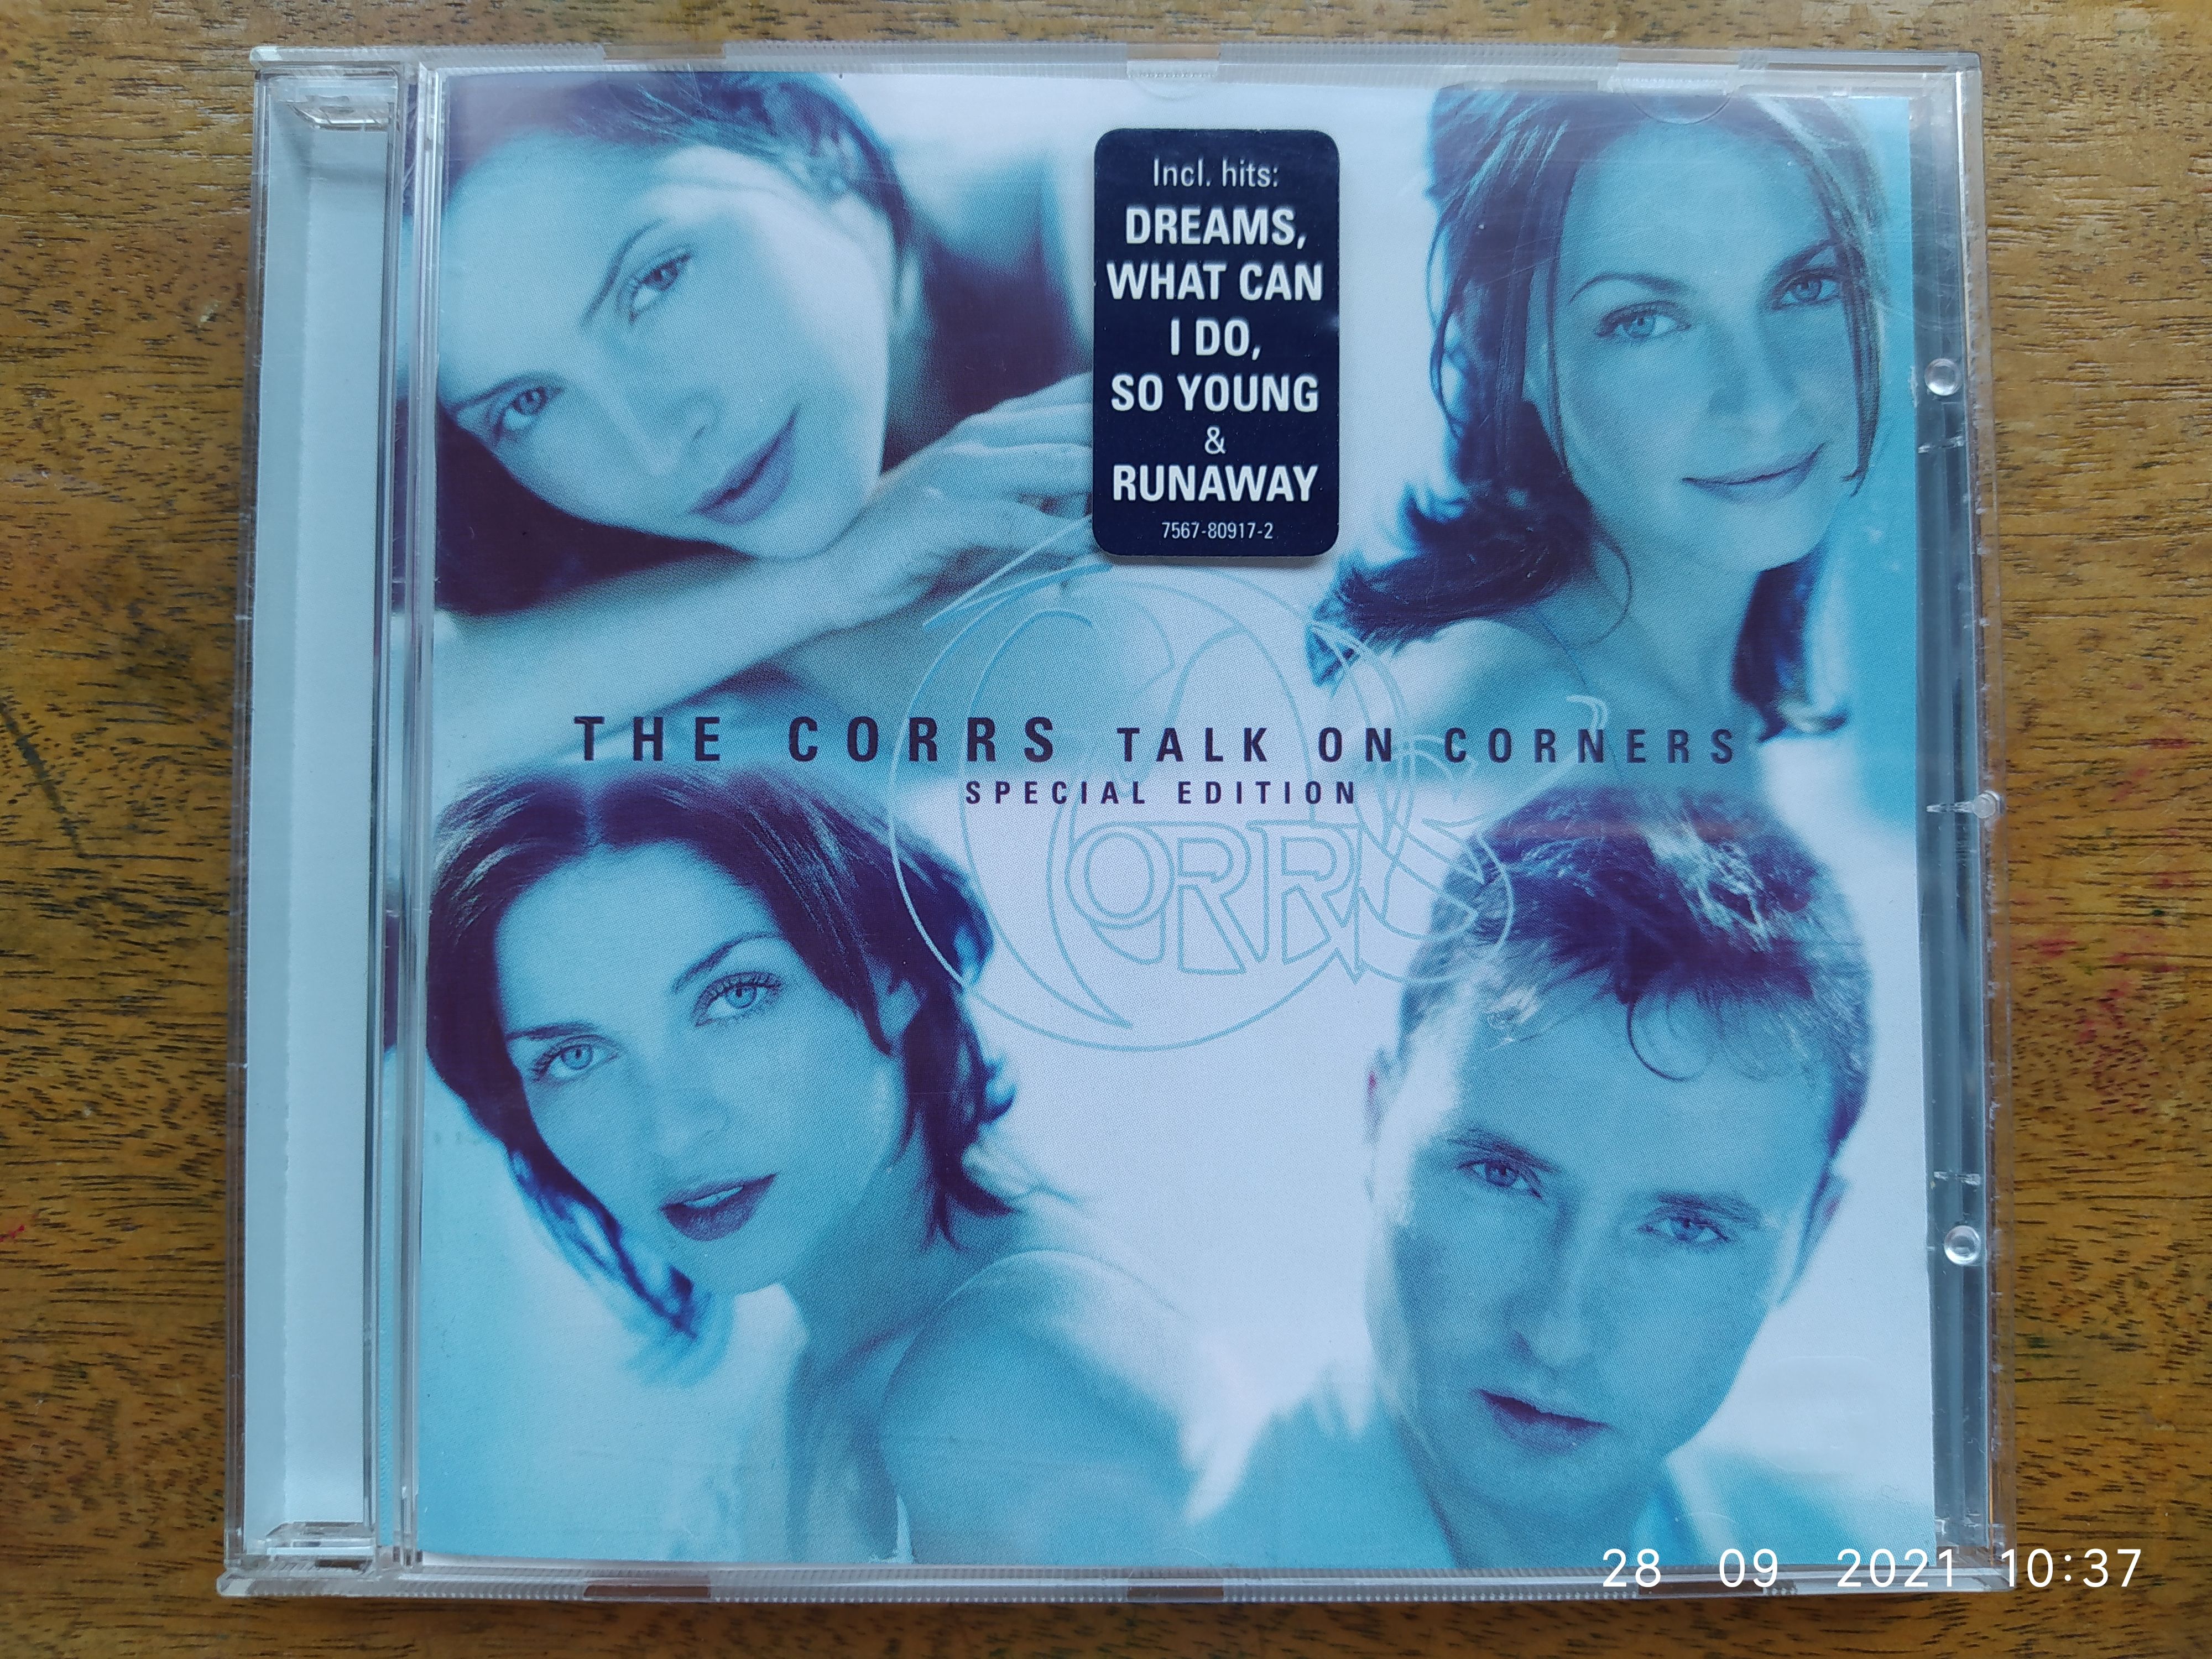 Incl. hits:
DREAMS,
WHAT CAN
I DO,
SO YOUNG
&
RUNAWAY
7567-80917-2
THE CORRS TALK ON CORNERS
SPECIAL EDITION
CORRS
28 09 2021 10:37